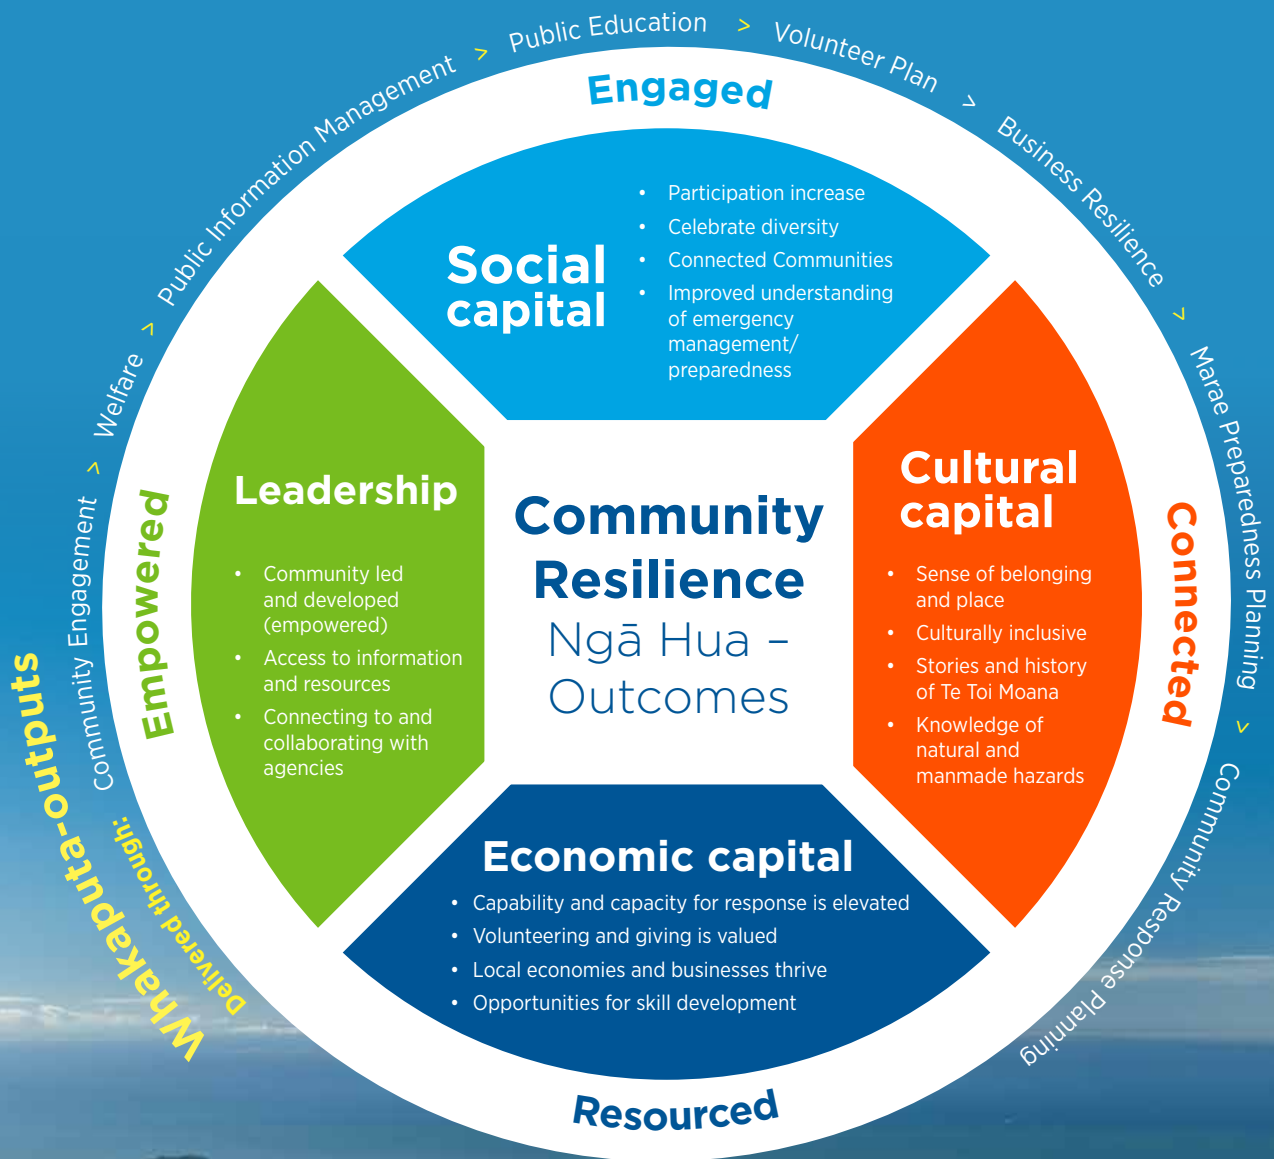 Whakaputa-outputs
Delivered through:
Community Engagement > Welfare > Public Information Management > Public Education > Volunteer Plan > Business Resilience > Marae Preparedness Planning > Community Response Planning
Engaged
Social
capital
• Participation increase
• Celebrate diversity
• Connected Communities
• Improved understanding
of emergency
management/
preparedness
Empowered
Leadership
• Community led
and developed
(empowered)
• Access to information
and resources
• Connecting to and
collaborating with
agencies
Community
Resilience
Ngā Hua –
Outcomes
Cultural
capital
• Sense of belonging
and place
• Culturally inclusive
• Stories and history
of Te Toi Moana
• Knowledge of
natural and
manmade hazards
Connected
Economic capital
• Capability and capacity for response is elevated
• Volunteering and giving is valued
• Local economies and businesses thrive
• Opportunities for skill development
Resourced